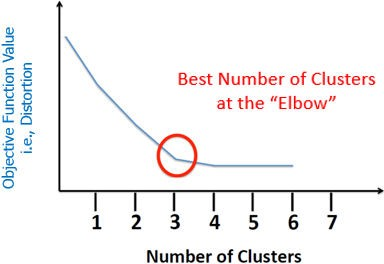 Objective Function Value
i.e., Distortion
Best Number of Clusters
at the “Elbow”
1 2 3 4 5 6 7
Number of Clusters